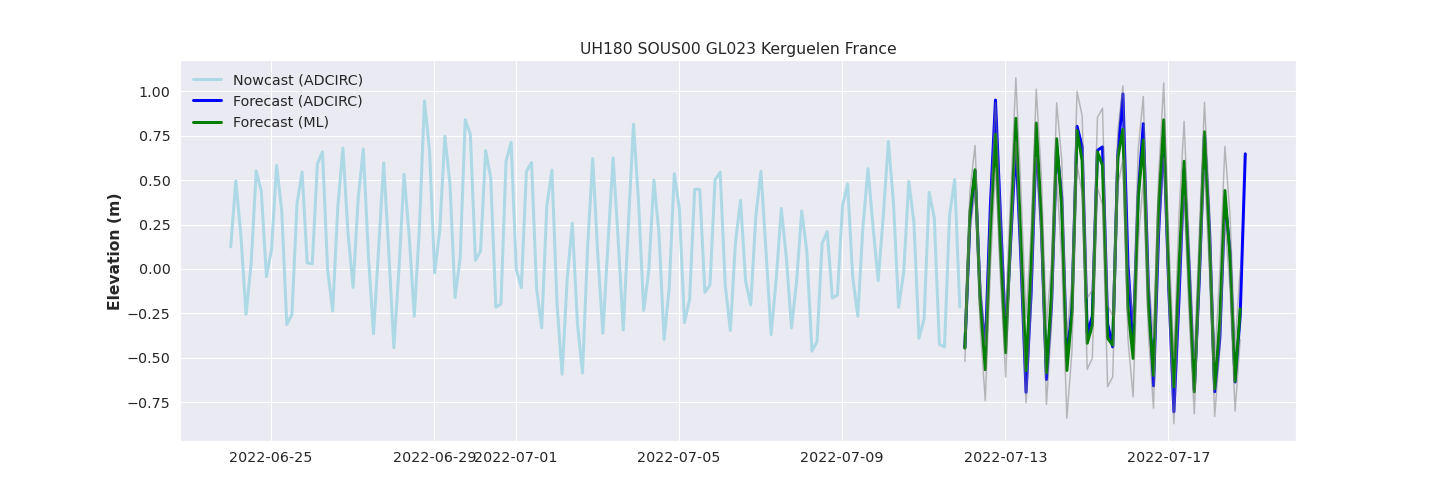 UH180 SOUS00 GL023 Kerguelen France
Nowcast (ADCIRC)
Forecast (ADCIRC)
Forecast (ML)
Elevation (m)
1.00
0.75
0.50
0.25
0.00
−0.25
−0.50
−0.75
2022-06-25 2022-06-29 2022-07-01 2022-07-05 2022-07-09 2022-07-13 2022-07-17